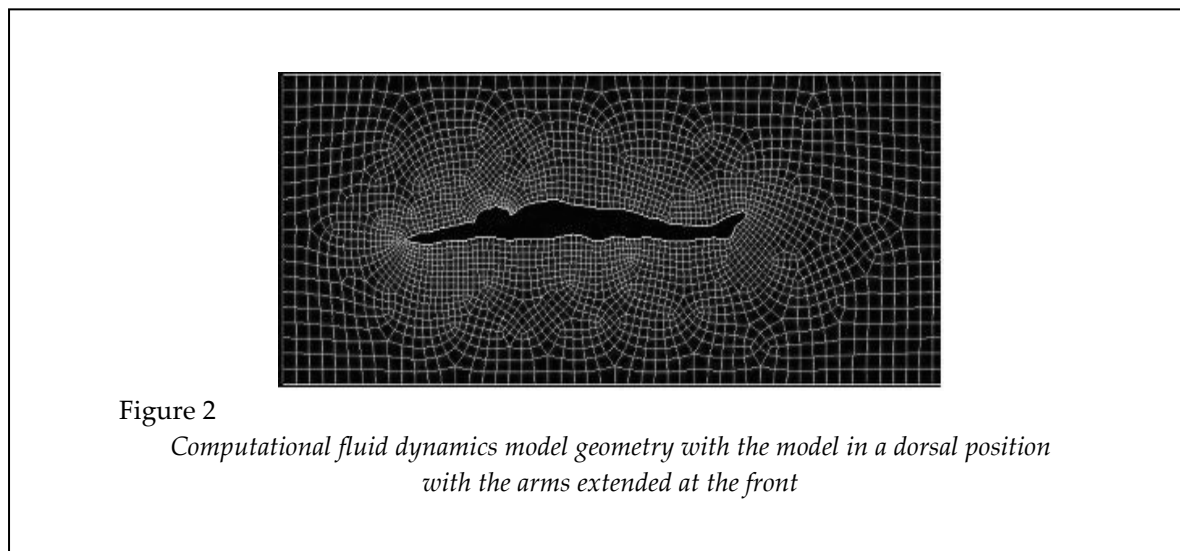 Figure 2
Computational fluid dynamics model geometry with the model in a dorsal position
with the arms extended at the front